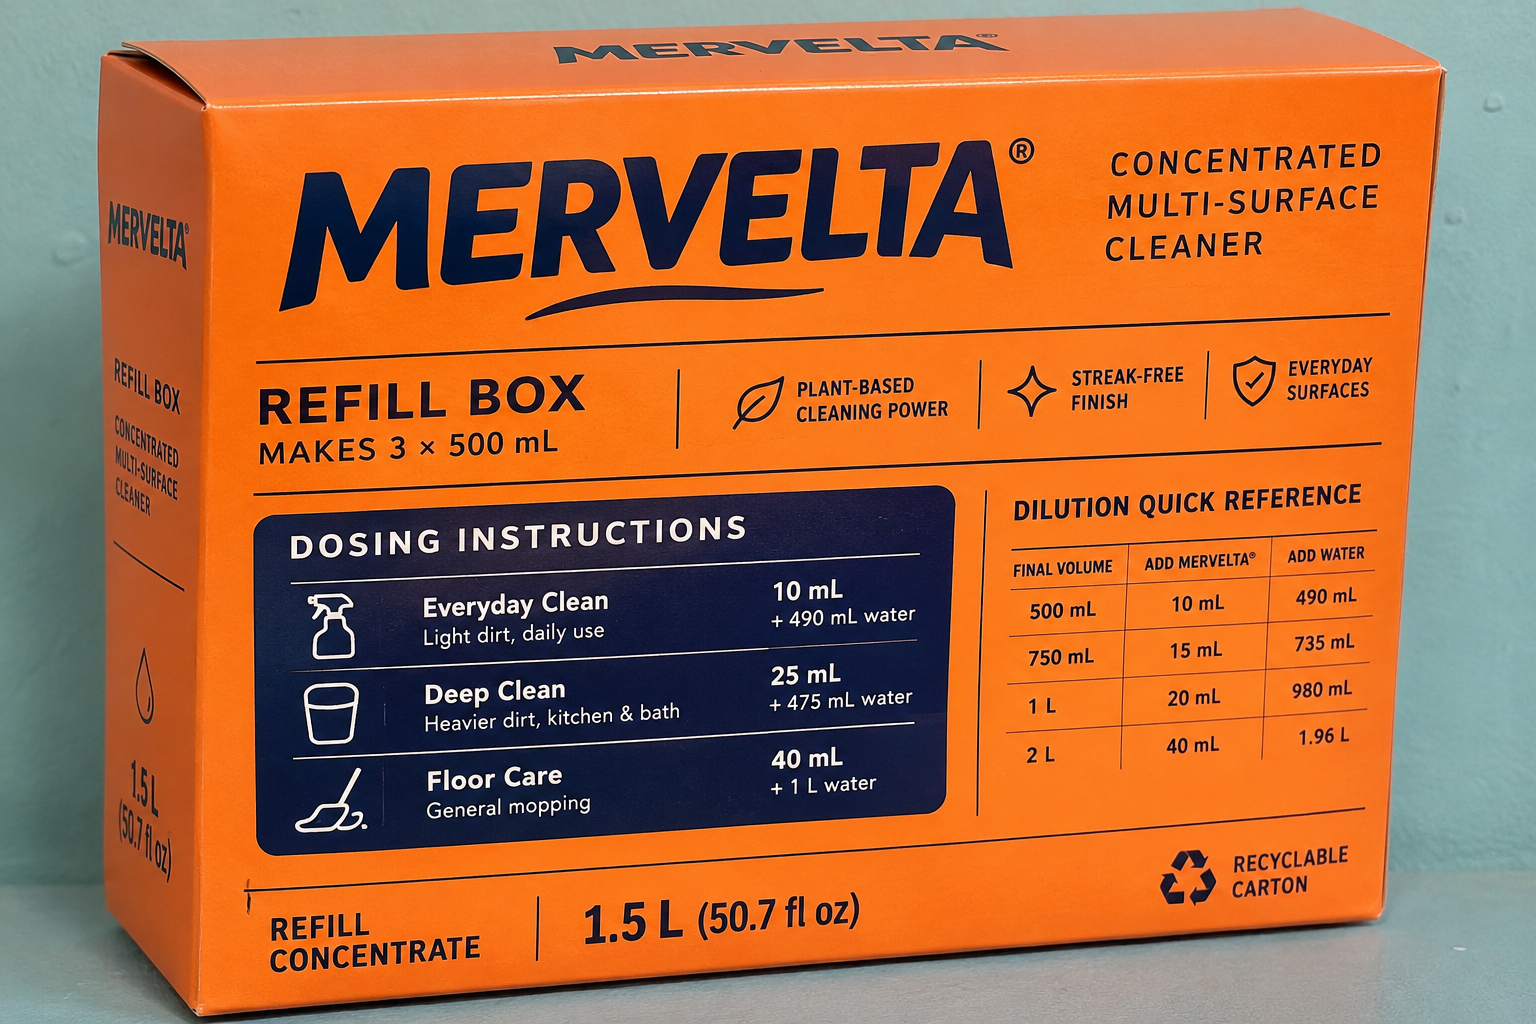 MERVELTA®
MERVELTA®
CONCENTRATED
MULTI-SURFACE
CLEANER
REFILL BOX
MAKES 3 × 500 mL
PLANT-BASED
CLEANING POWER
STREAK-FREE
FINISH
EVERYDAY
SURFACES
DOSING INSTRUCTIONS
Everyday Clean
Light dirt, daily use
10 mL
+ 490 mL water
Deep Clean
Heavier dirt, kitchen & bath
25 mL
+ 475 mL water
Floor Care
General mopping
40 mL
+ 1 L water
DILUTION QUICK REFERENCE
FINAL VOLUME ADD MERVELTA® ADD WATER
500 mL 10 mL 490 mL
750 mL 15 mL 735 mL
1 L 20 mL 980 mL
2 L 40 mL 1.96 L
REFILL
CONCENTRATE
1.5 L (50.7 fl oz)
RECYCLABLE
CARTON
MERVELTA®
REFILL BOX
CONCENTRATED
MULTI-SURFACE
CLEANER
1.5 L
(50.7 fl oz)